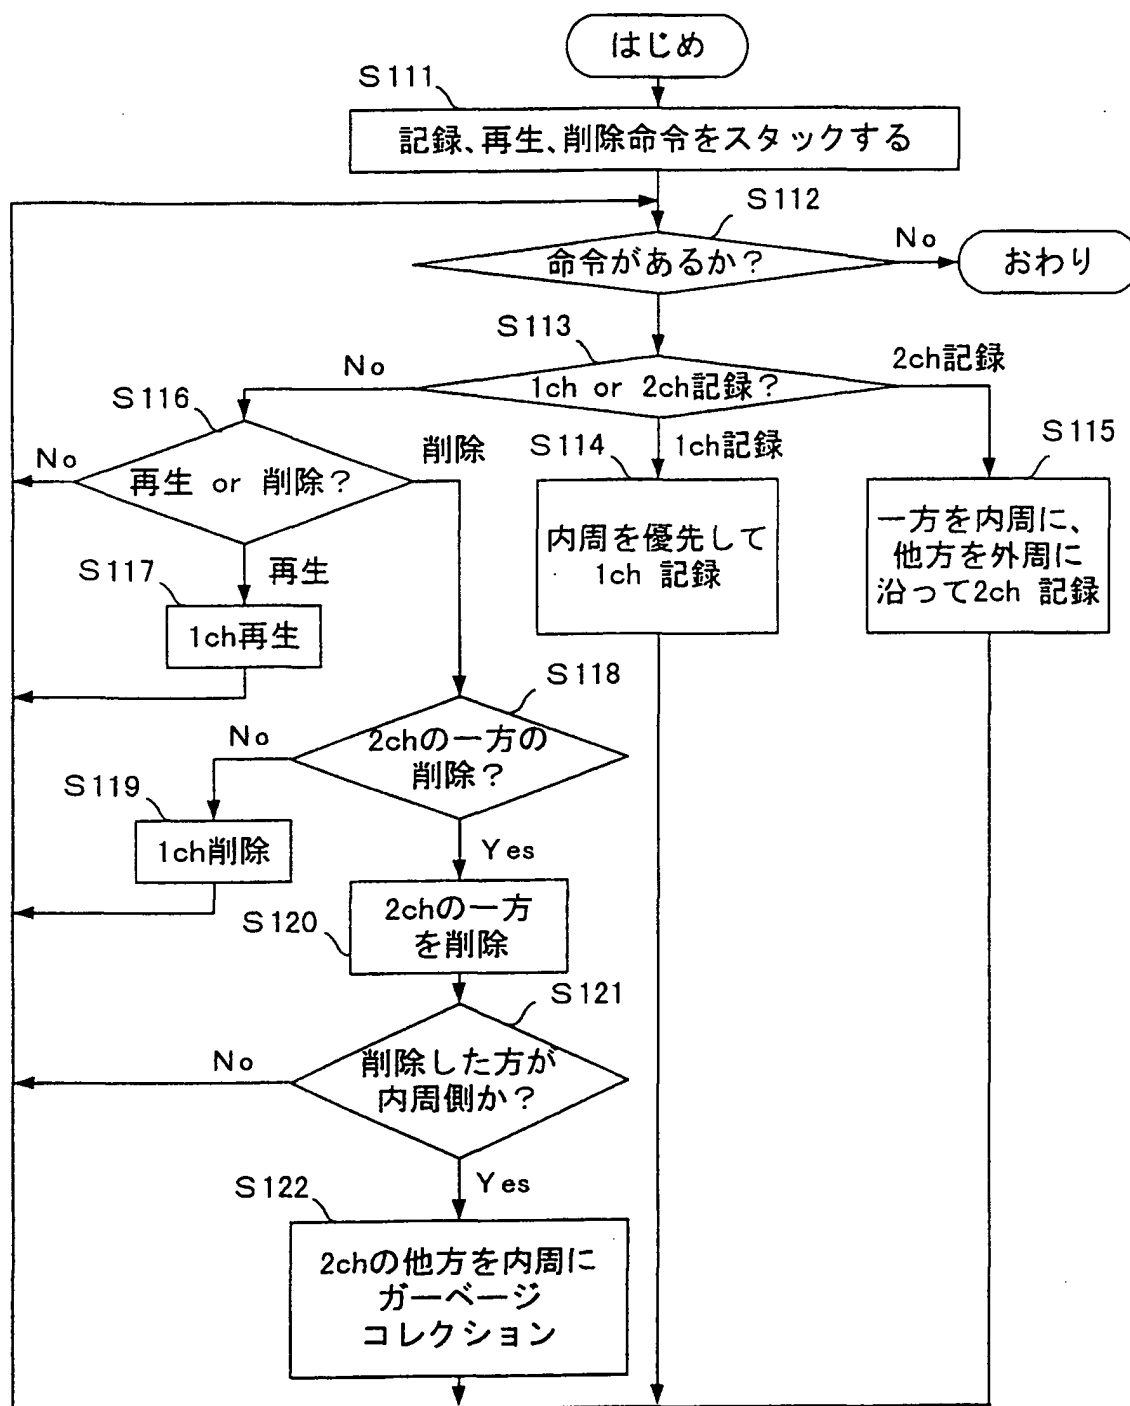 はじめ
S111
記録、再生、削除命令をスタックする
S112
命令があるか？
No
おわり
S113
1ch or 2ch記録？
No
2ch記録
S116
再生 or 削除？
No
削除
S114
1ch記録
S115
内周を優先して
1ch 記録
一方を内周に、
他方を外周に
沿って2ch 記録
S117
再生
1ch再生
S118
2chの一方の
削除？
No
S119
1ch削除
Yes
S120
2chの一方
を削除
S121
削除した方が
内周側か？
No
Yes
S122
2chの他方を内周に
ガーベージ
コレクション